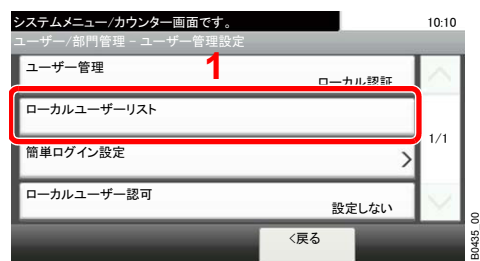 システムメニュー/カウンター画面です。
10:10
ユーザー/部門管理 - ユーザー管理設定
ユーザー管理
1
ローカル認証
ローカルユーザーリスト
1/1
簡単ログイン設定
>
ローカルユーザー認可
設定しない
<戻る
B0435_00